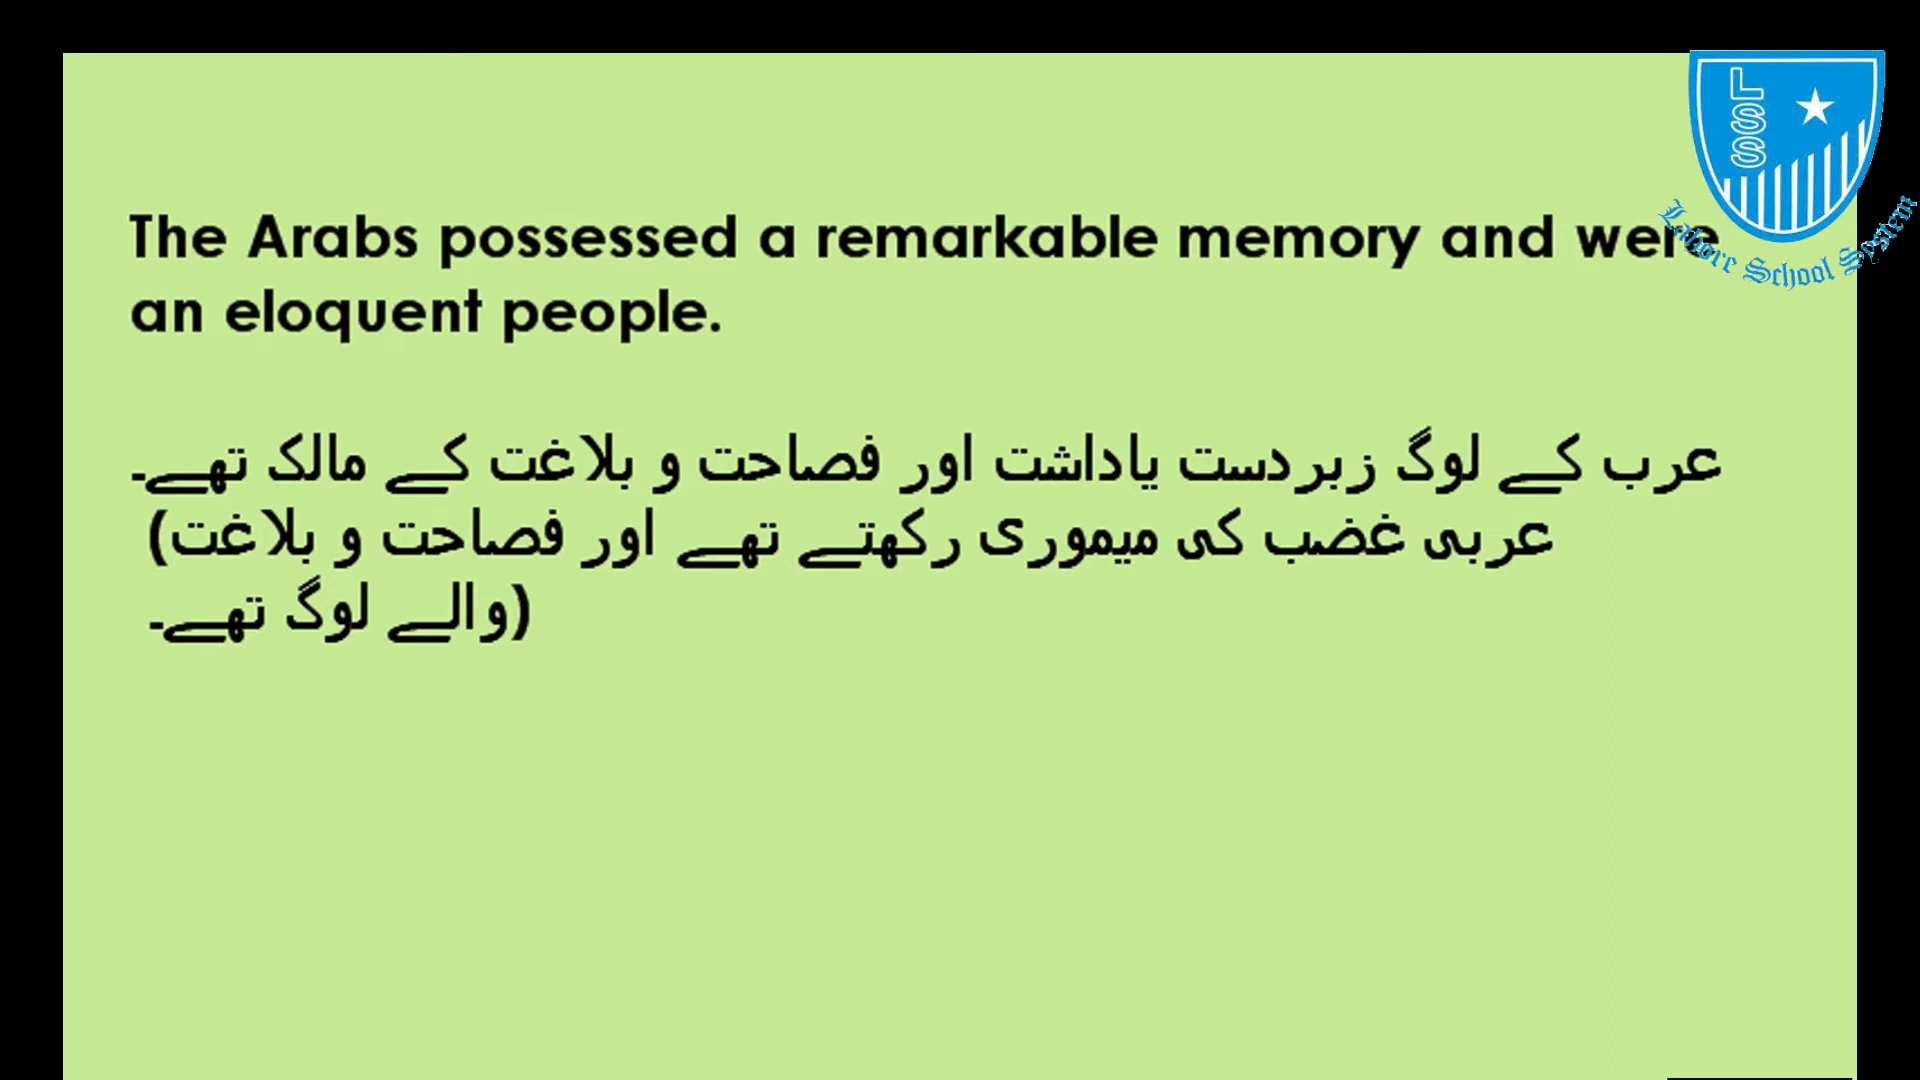 The Arabs possessed a remarkable memory and were
an eloquent people.
عرب کے لوگ زبردست یاداشت اور فصاحت و بلاغت کے مالک تھے۔
عربی غضب کی میموری رکھتے تھے اور فصاحت و بلاغت)
(والے لوگ تھے۔
LSS
Lahore School System